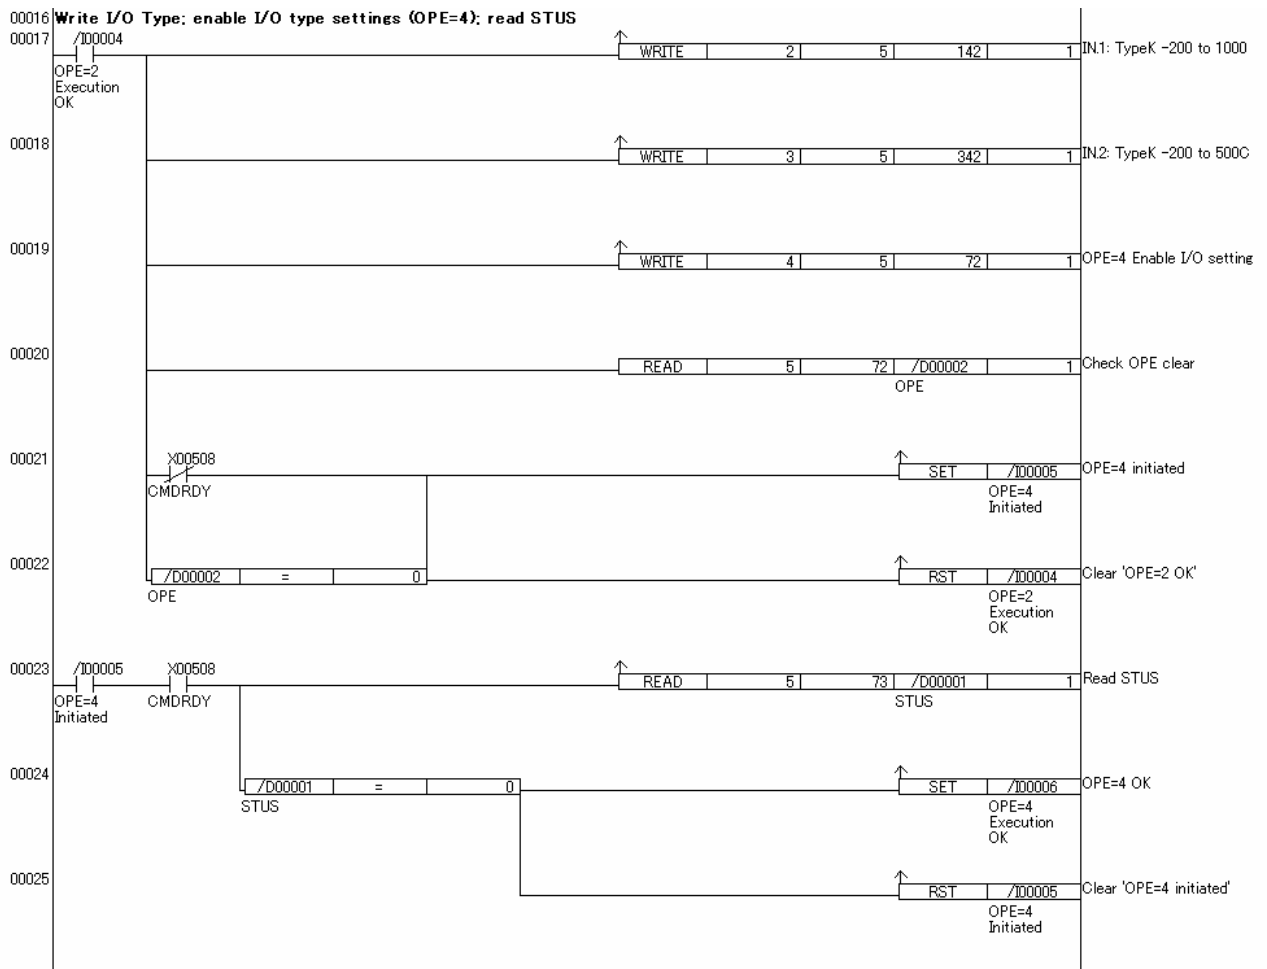 00016 Write I/O Type; enable I/O type settings (OPE=4); read STUS
00017 /I00004
WRITE 2 5 142 1 IN.1: TypeK -200 to 1000
OPE=2
Execution
OK
00018
WRITE 3 5 342 1 IN.2: TypeK -200 to 500C
00019
WRITE 4 5 72 1 OPE=4 Enable I/O setting
00020
READ 5 72 /D00002 1 Check OPE clear
OPE
00021 X00508
SET /I00005 OPE=4 initiated
CMDRDY OPE=4
Initiated
00022
/D00002 = 0 RST /I00004 Clear 'OPE=2 OK'
OPE OPE=2
Execution
OK
00023 /I00005 X00508
READ 5 73 /D00001 1 Read STUS
OPE=4 CMDRDY STUS
Initiated
00024
/D00001 = 0 SET /I00006 OPE=4 OK
STUS OPE=4
Execution
OK
00025
RST /I00005 Clear 'OPE=4 initiated'
OPE=4
Initiated